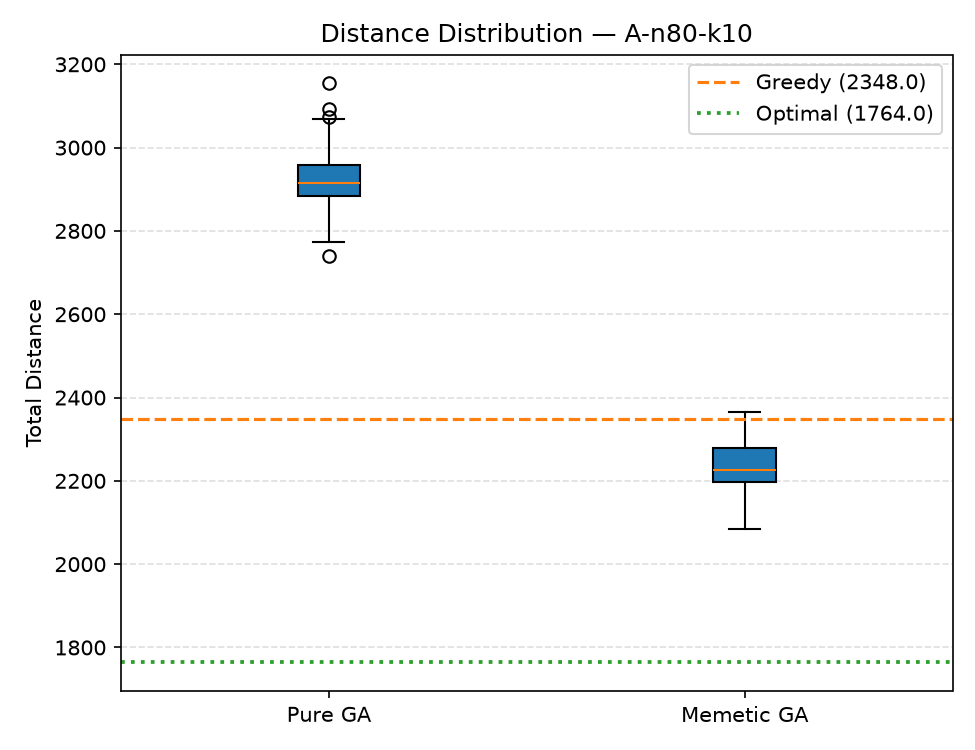 Distance Distribution — A-n80-k10
Greedy (2348.0)
Optimal (1764.0)
Total Distance
3200
3000
2800
2600
2400
2200
2000
1800
Pure GA
Memetic GA